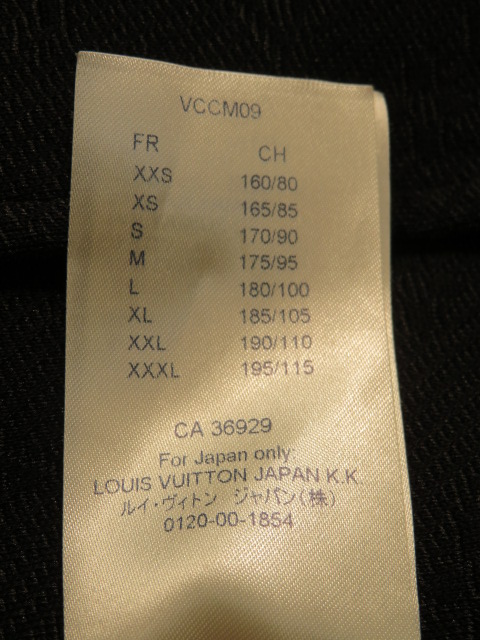 VCCM09
FR CH
XXS 160/80
XS 165/85
S 170/90
M 175/95
L 180/100
XL 185/105
XXL 190/110
XXXL 195/115
CA 36929
For Japan only:
LOUIS VUITTON JAPAN K.K.
ルイ・ヴィトン ジャパン(株)
0120-00-1854